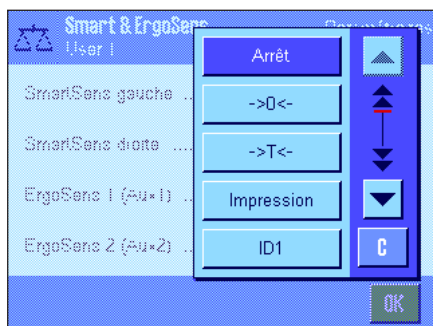 Smart & ErgoSens
User 1
Arrêt
SmartSens gauche ..
->0<-
SmartSens droite ....
->T<-
ErgoSens 1 (Aux1) ..
Impression
ErgoSens 2 (Aux2) ..
ID1
C
OK